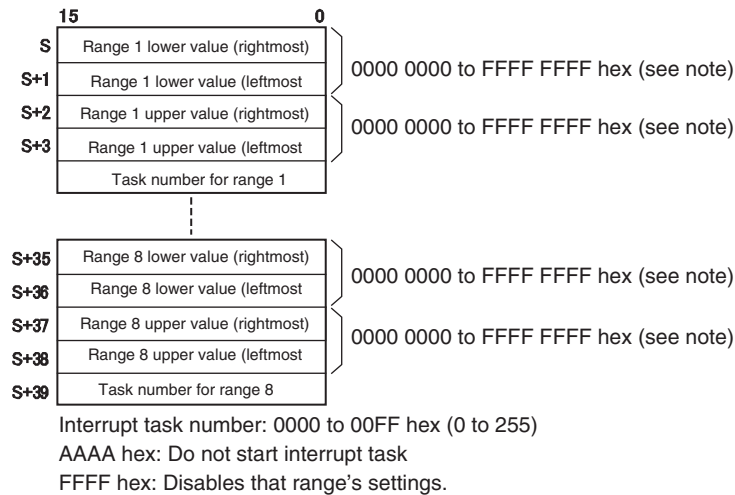 15 0
S Range 1 lower value (rightmost)
0000 0000 to FFFF FFFF hex (see note)
S+1 Range 1 lower value (leftmost
S+2 Range 1 upper value (rightmost)
0000 0000 to FFFF FFFF hex (see note)
S+3 Range 1 upper value (leftmost
Task number for range 1
S+35 Range 8 lower value (rightmost)
0000 0000 to FFFF FFFF hex (see note)
S+36 Range 8 lower value (leftmost
S+37 Range 8 upper value (rightmost)
0000 0000 to FFFF FFFF hex (see note)
S+38 Range 8 upper value (leftmost
S+39 Task number for range 8
Interrupt task number: 0000 to 00FF hex (0 to 255)
AAAA hex: Do not start interrupt task
FFFF hex: Disables that range's settings.